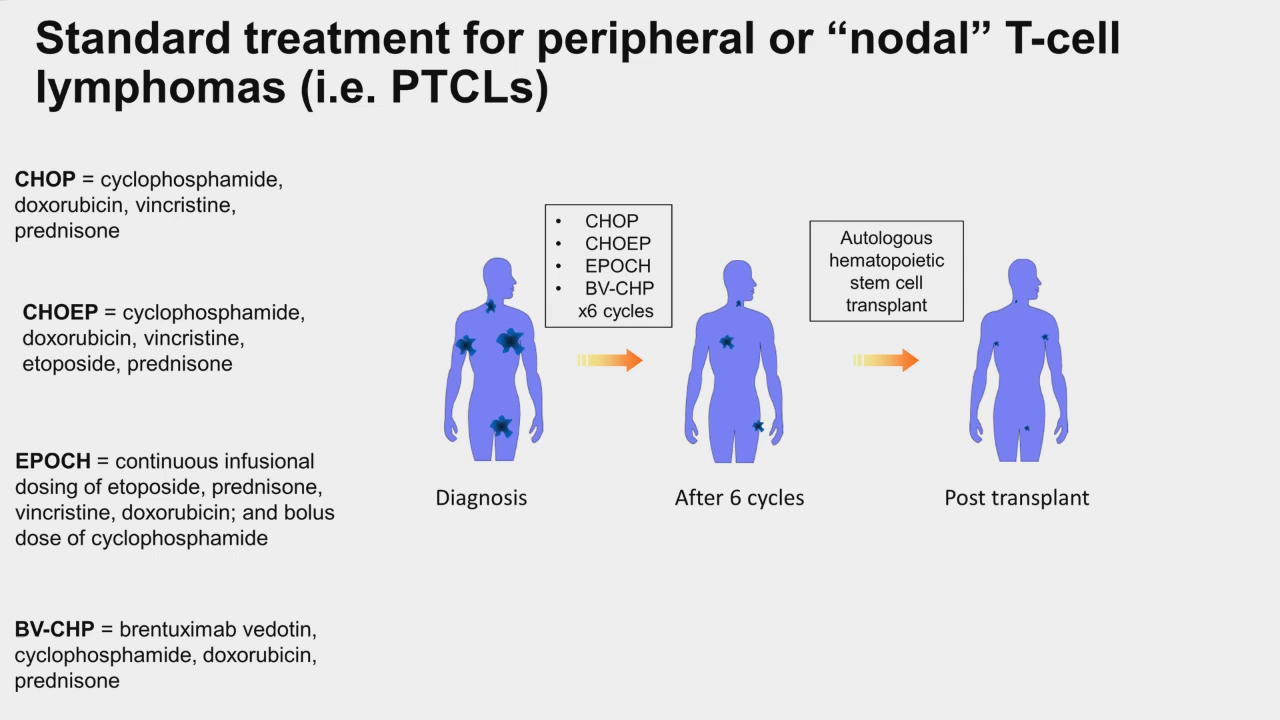 Standard treatment for peripheral or “nodal” T-cell
lymphomas (i.e. PTCLs)
CHOP = cyclophosphamide,
doxorubicin, vincristine,
prednisone
CHOEP = cyclophosphamide,
doxorubicin, vincristine,
etoposide, prednisone
EPOCH = continuous infusional
dosing of etoposide, prednisone,
vincristine, doxorubicin; and bolus
dose of cyclophosphamide
BV-CHP = brentuximab vedotin,
cyclophosphamide, doxorubicin,
prednisone
• CHOP
• CHOEP
• EPOCH
• BV-CHP
x6 cycles
Autologous
hematopoietic
stem cell
transplant
Diagnosis
After 6 cycles
Post transplant